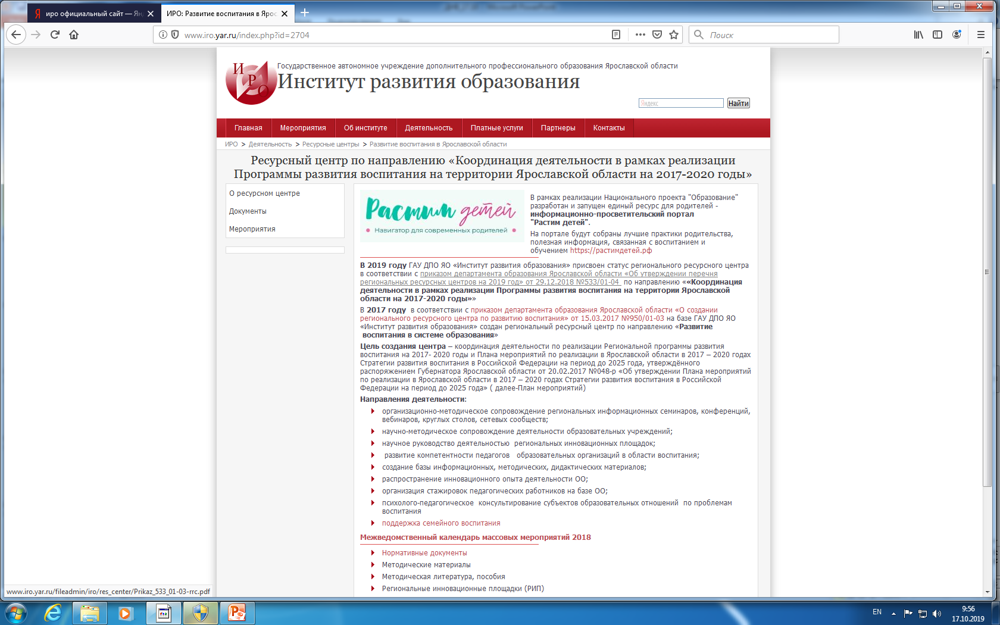 иро официальный сайт — Ян
ИРО: Развитие воспитания в Ярос
www.iro.yar.ru/index.php?id=2704
Поиск
И
Р
О
Государственное автономное учреждение дополнительного профессионального образования Ярославской области
Институт развития образования
Яндекс
Найти
Главная Мероприятия Об институте Деятельность Платные услуги Партнеры Контакты
ИРО > Деятельность > Ресурсные центры > Развитие воспитания в Ярославской области
Ресурсный центр по направлению «Координация деятельности в рамках реализации
Программы развития воспитания на территории Ярославской области на 2017-2020 годы»
О ресурсном центре
Документы
Мероприятия
Растим детей
Навигатор для современных родителей
В рамках реализации Национального проекта "Образование"
разработан и запущен единый ресурс для родителей -
информационно-просветительский портал
"Растим детей".
На портале будут собраны лучшие практики родительства,
полезная информация, связанная с воспитанием и
обучением https://растимдетей.рф
В 2019 году ГАУ ДПО ЯО «Институт развития образования» присвоен статус регионального ресурсного центра
в соответствии с приказом департамента образования Ярославской области «Об утверждении перечня
региональных ресурсных центров на 2019 год» от 29.12.2018 №533/01-04 по направлению ««Координация
деятельности в рамках реализации Программы развития воспитания на территории Ярославской
области на 2017-2020 годы»»
В 2017 году в соответствии с приказом департамента образования Ярославской области «О создании
регионального ресурсного центра по развитию воспитания» от 15.03.2017 №950/01-03 на базе ГАУ ДПО ЯО
«Институт развития образования» создан региональный ресурсный центр по направлению «Развитие
воспитания в системе образования»
Цель создания центра – координация деятельности по реализации Региональной программы развития
воспитания на 2017- 2020 годы и Плана мероприятий по реализации в Ярославской области в 2017 – 2020 годах
Стратегии развития воспитания в Российской Федерации на период до 2025 года, утверждённого
распоряжением Губернатора Ярославской области от 20.02.2017 №048-р «Об утверждении Плана мероприятий
по реализации в Ярославской области в 2017 – 2020 годах Стратегии развития воспитания в Российской
Федерации на период до 2025 года» ( далее-План мероприятий)
Направления деятельности:
организационно-методическое сопровождение региональных информационных семинаров, конференций,
вебинаров, круглых столов, сетевых сообществ;
научно-методическое сопровождение деятельности образовательных учреждений;
научное руководство деятельностью региональных инновационных площадок;
развитие компетентности педагогов образовательных организаций в области воспитания;
создание базы информационных, методических, дидактических материалов;
распространение инновационного опыта деятельности ОО;
организация стажировок педагогических работников на базе ОО;
психолого-педагогическое консультирование субъектов образовательных отношений по проблемам
воспитания
поддержка семейного воспитания
Межведомственный календарь массовых мероприятий 2018
Нормативные документы
Методические материалы
Методическая литература, пособия
Региональные инновационные площадки (РИП)
www.iro.yar.ru/fileadmin/iro/res_center/Prikaz_533_01-03-rrc.pdf
EN
9:56
17.10.2019